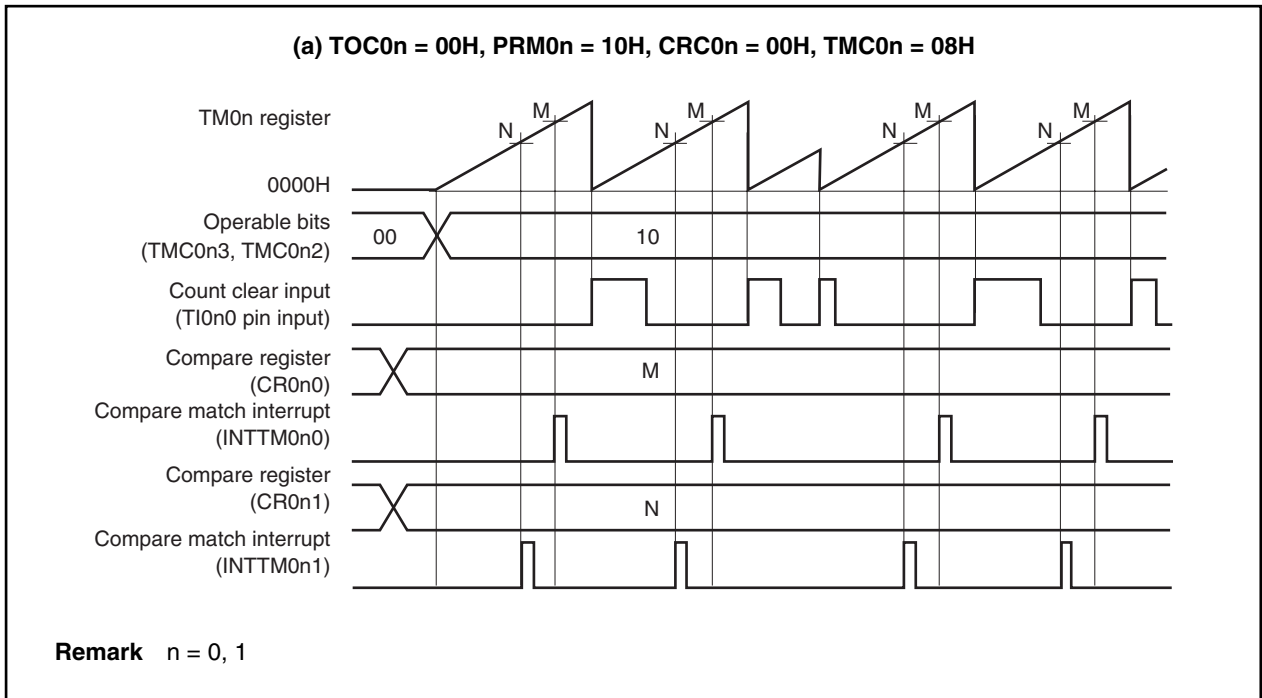 (a) TOC0n = 00H, PRM0n = 10H, CRC0n = 00H, TMC0n = 08H
TM0n register
N M N M N M N M
0000H
Operable bits
(TMC0n3, TMC0n2)
00 10
Count clear input
(TI0n0 pin input)
Compare register
(CR0n0)
M
Compare match interrupt
(INTTM0n0)
Compare register
(CR0n1)
N
Compare match interrupt
(INTTM0n1)
Remark n = 0, 1